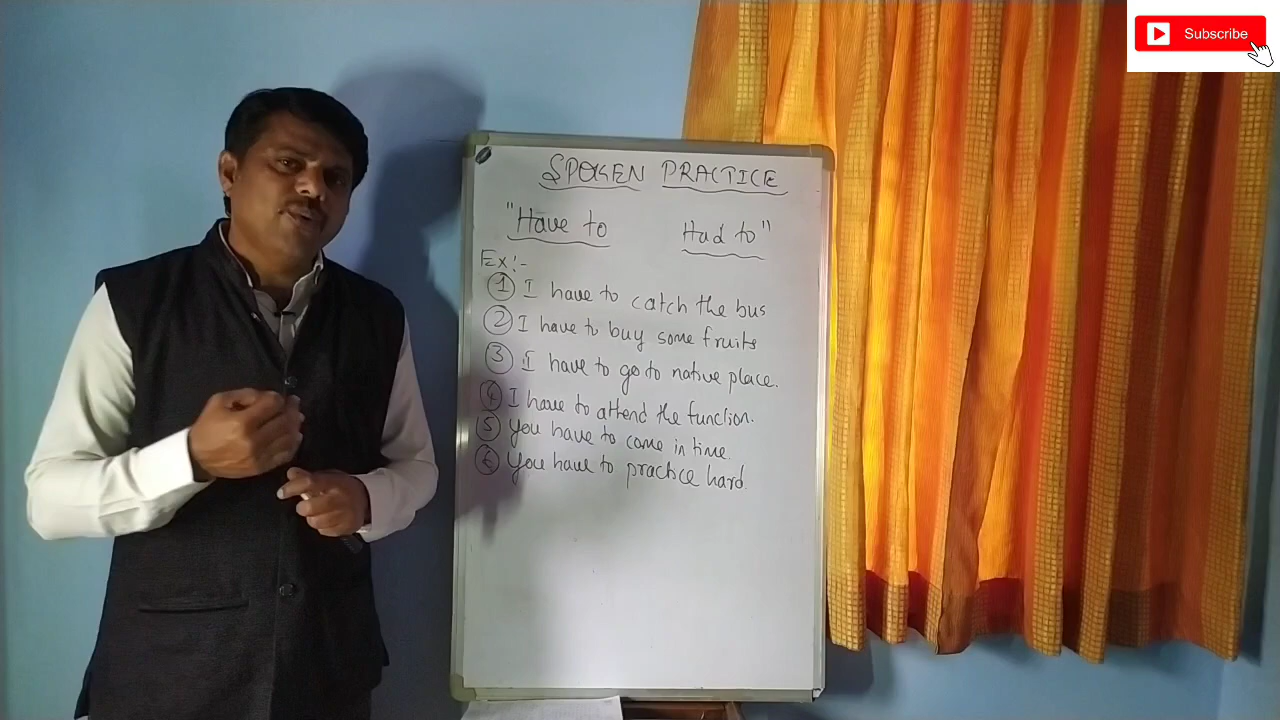 Subscribe
SPOKEN PRACTICE
"Have to Had to"
Ex:-
1 I have to catch the bus
2 I have to buy some fruits
3 I have to go to native place.
4 I have to attend the function.
5 You have to come in time.
6 You have to practice hard